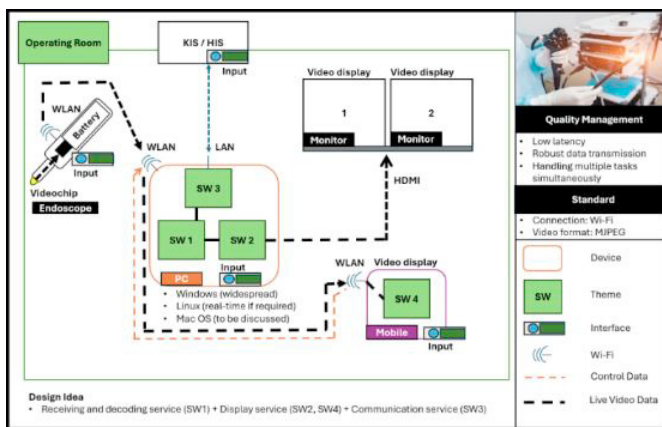 Operating Room
KIS / HIS
Input
Video display
Video display
1
2
Monitor
Monitor
WLAN
Battery
Input
Videochip
Endoscope
WLAN
LAN
HDMI
SW 3
SW 1
SW 2
PC
Input
• Windows (widespread)
• Linux (real-time if required)
• Mac OS (to be discussed)
WLAN
Video display
SW 4
Mobile
Input
Design Idea
• Receiving and decoding service (SW1) + Display service (SW2, SW4) + Communication service (SW3)
Quality Management
• Low latency
• Robust data transmission
• Handling multiple tasks
simultaneously
Standard
• Connection: Wi-Fi
• Video format: MJPEG
Device
SW
Theme
Interface
Wi-Fi
Control Data
Live Video Data